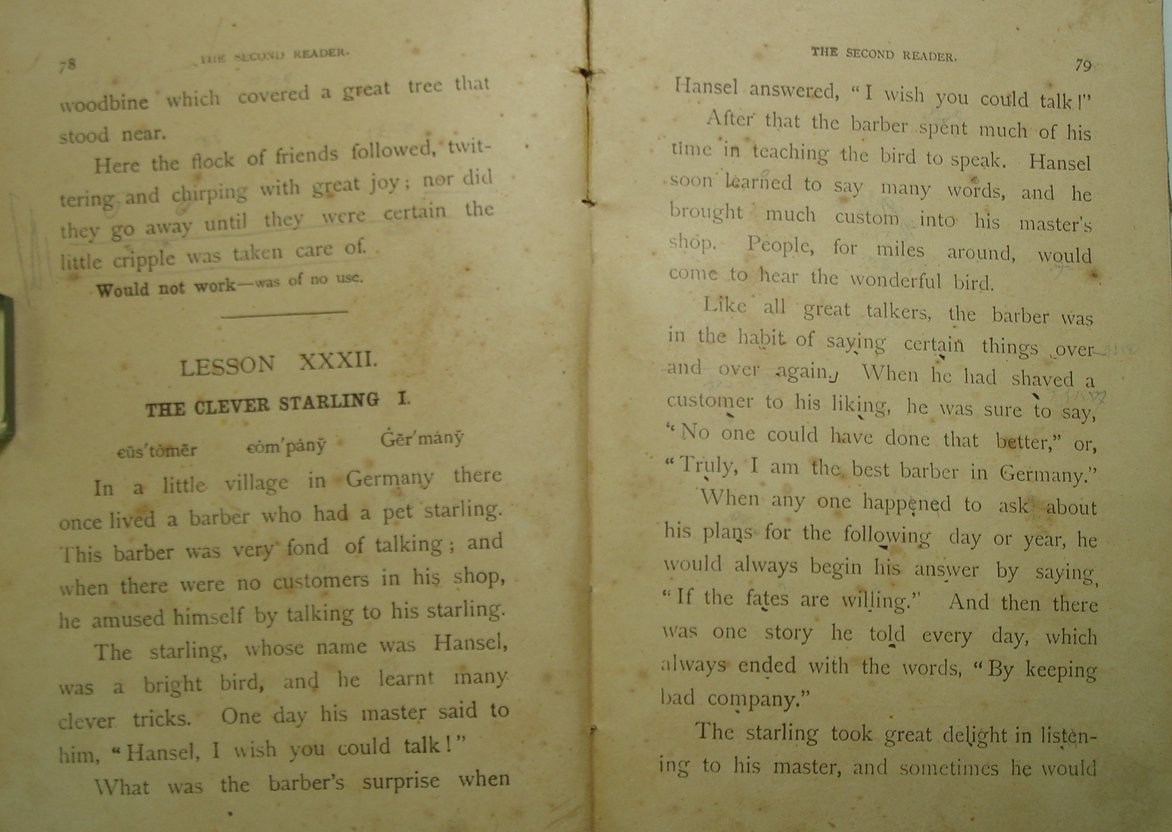 78
THE SECOND READER.
woodbine which covered a great tree that
stood near.
Here the flock of friends followed, twit-
tering and chirping with great joy; nor did
they go away until they were certain the
little cripple was taken care of.
Would not work—was of no use.
LESSON XXXII.
THE CLEVER STARLING I.
cŭs'tómẽr cóm'pánў Ġẽr'mánў
In a little village in Germany there
once lived a barber who had a pet starling.
This barber was very fond of talking; and
when there were no customers in his shop,
he amused himself by talking to his starling.
The starling, whose name was Hansel,
was a bright bird, and he learnt many
clever tricks. One day his master said to
him, "Hansel, I wish you could talk!"
What was the barber's surprise when
THE SECOND READER.
79
Hansel answered, "I wish you could talk!"
After that the barber spent much of his
time in teaching the bird to speak. Hansel
soon learned to say many words, and he
brought much custom into his master's
shop. People, for miles around, would
come to hear the wonderful bird.
Like all great talkers, the barber was
in the habit of saying certain things over
and over again. When he had shaved a
customer to his liking, he was sure to say,
"No one could have done that better," or,
"Truly, I am the best barber in Germany."
When any one happened to ask about
his plans for the following day or year, he
would always begin his answer by saying,
"If the fates are willing." And then there
was one story he told every day, which
always ended with the words, "By keeping
bad company."
The starling took great delight in listen-
ing to his master, and sometimes he would